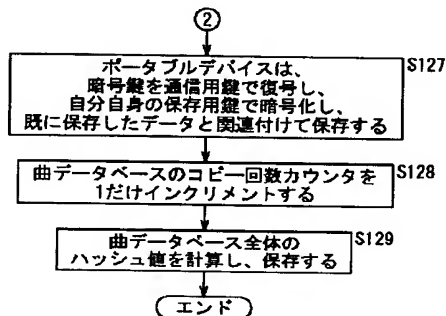 ②
ポータブルデバイスは、
暗号鍵を通信用鍵で復号し、
自分自身の保存用鍵で暗号化し、
既に保存したデータと関連付けて保存する
S127
曲データベースのコピー回数カウンタを
1だけインクリメントする
S128
曲データベース全体の
ハッシュ値を計算し、保存する
S129
エンド